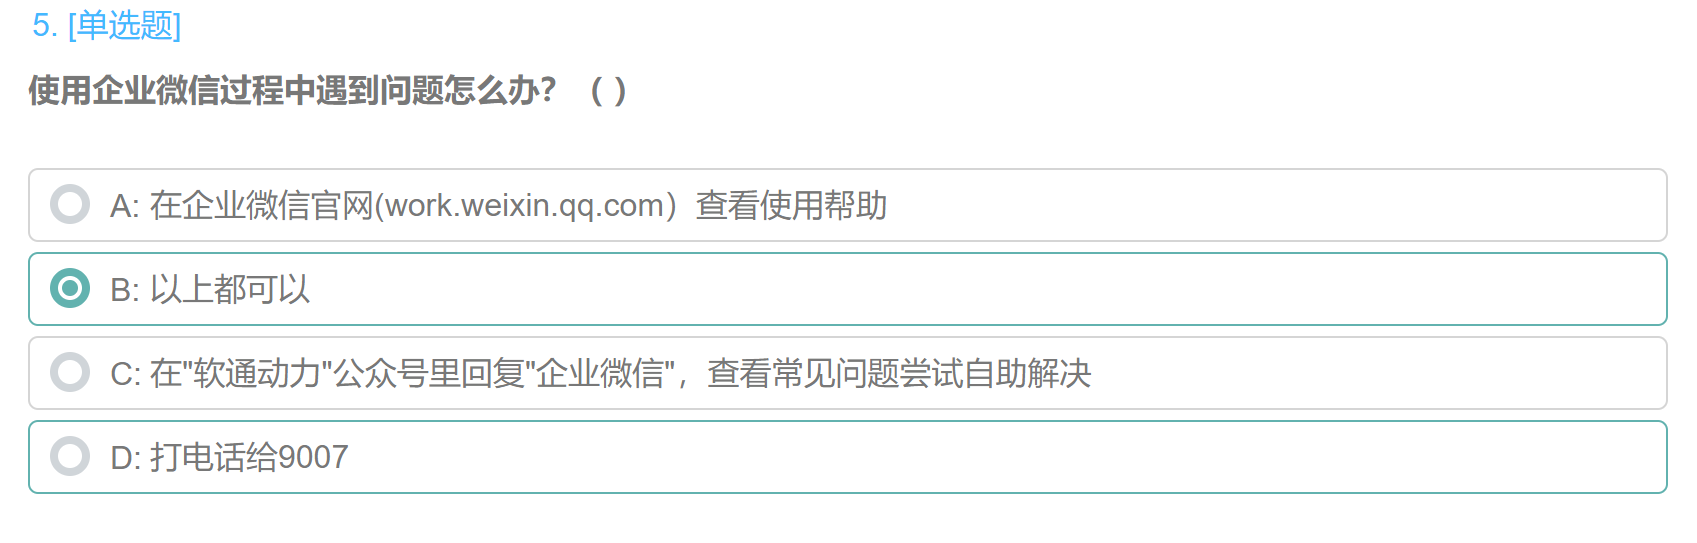 5. [单选题]
使用企业微信过程中遇到问题怎么办？（ ）
A: 在企业微信官网(work.weixin.qq.com）查看使用帮助
B: 以上都可以
C: 在"软通动力"公众号里回复"企业微信"，查看常见问题尝试自助解决
D: 打电话给9007